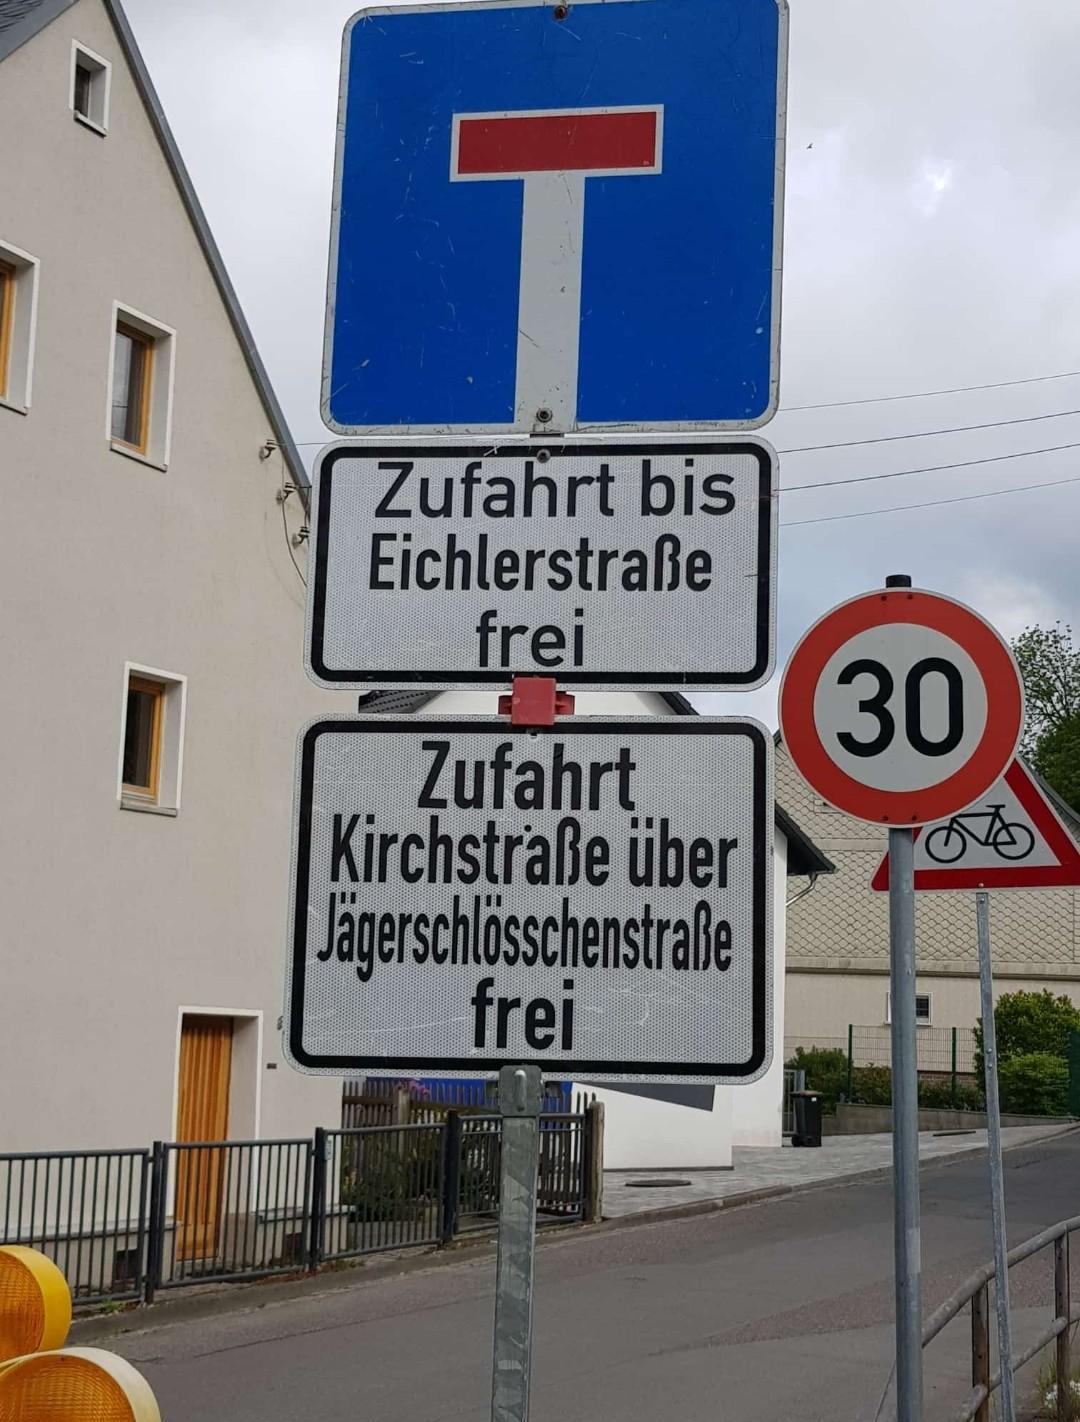 Zufahrt bis
Eichlerstraße
frei
Zufahrt
Kirchstraße über
Jägerschlösschenstraße
frei
30